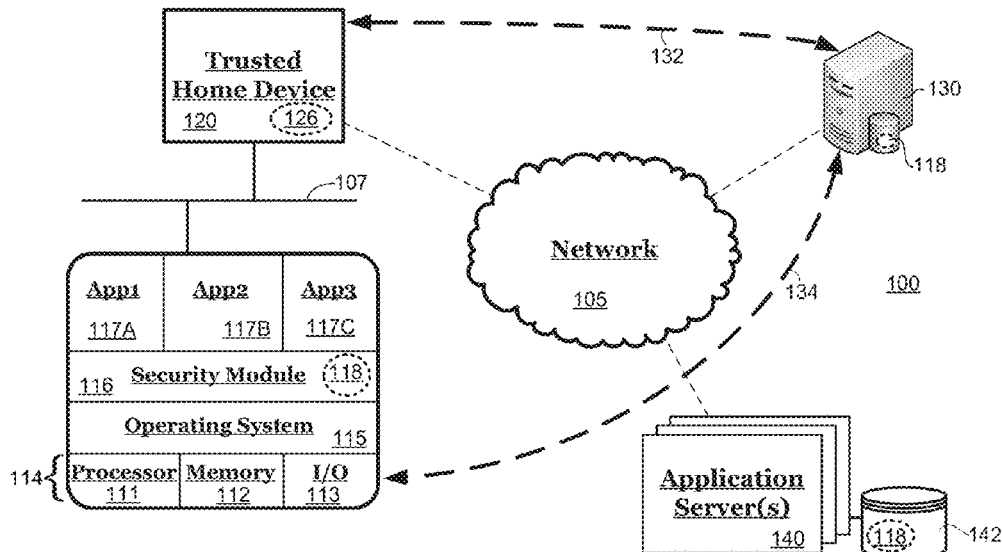 Trusted
Home Device
120 126
132
130
118
107
Network
105
134
100
App1 App2 App3
117A 117B 117C
116 Security Module 118
Operating System
115
114 Processor Memory I/O
111 112 113
Application
Server(s)
140
118
142